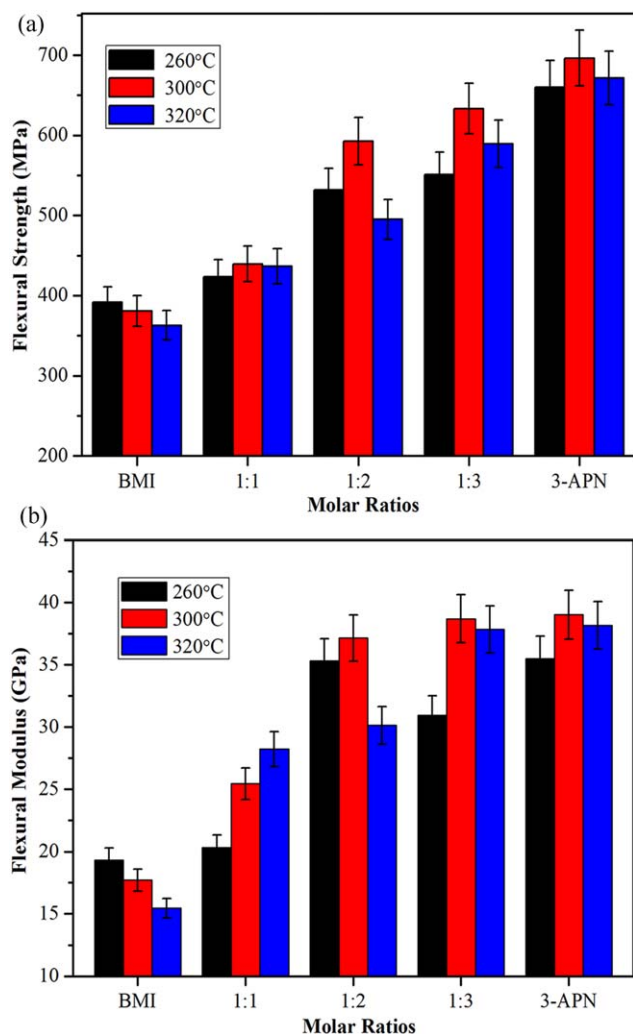 (a)
Flexural Strength (MPa)
700
600
500
400
300
200
260°C
300°C
320°C
BMI 1:1 1:2 1:3 3-APN
Molar Ratios
(b)
Flexural Modulus (GPa)
45
40
35
30
25
20
15
10
260°C
300°C
320°C
BMI 1:1 1:2 1:3 3-APN
Molar Ratios